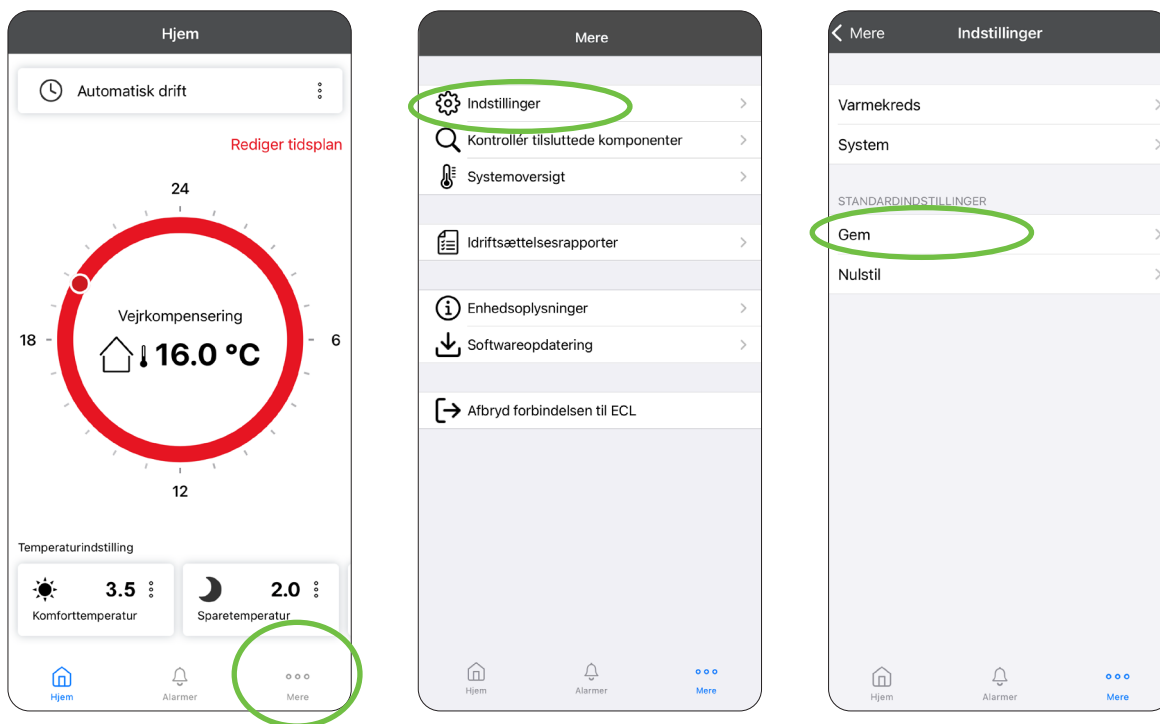 Hjem
Automatisk drift
Rediger tidsplan
24
18
6
12
Vejrkompensering
16.0 °C
Temperaturindstilling
3.5
Komforttemperatur
2.0
Sparetemperatur
Hjem
Alarmer
Mere
Mere
Indstillinger
Kontrollér tilsluttede komponenter
Systemoversigt
Idriftsættelsesrapporter
Enhedsoplysninger
Softwareopdatering
Afbryd forbindelsen til ECL
Hjem
Alarmer
Mere
Mere
Indstillinger
Varmekreds
System
STANDARDINDSTILLINGER
Gem
Nulstil
Hjem
Alarmer
Mere